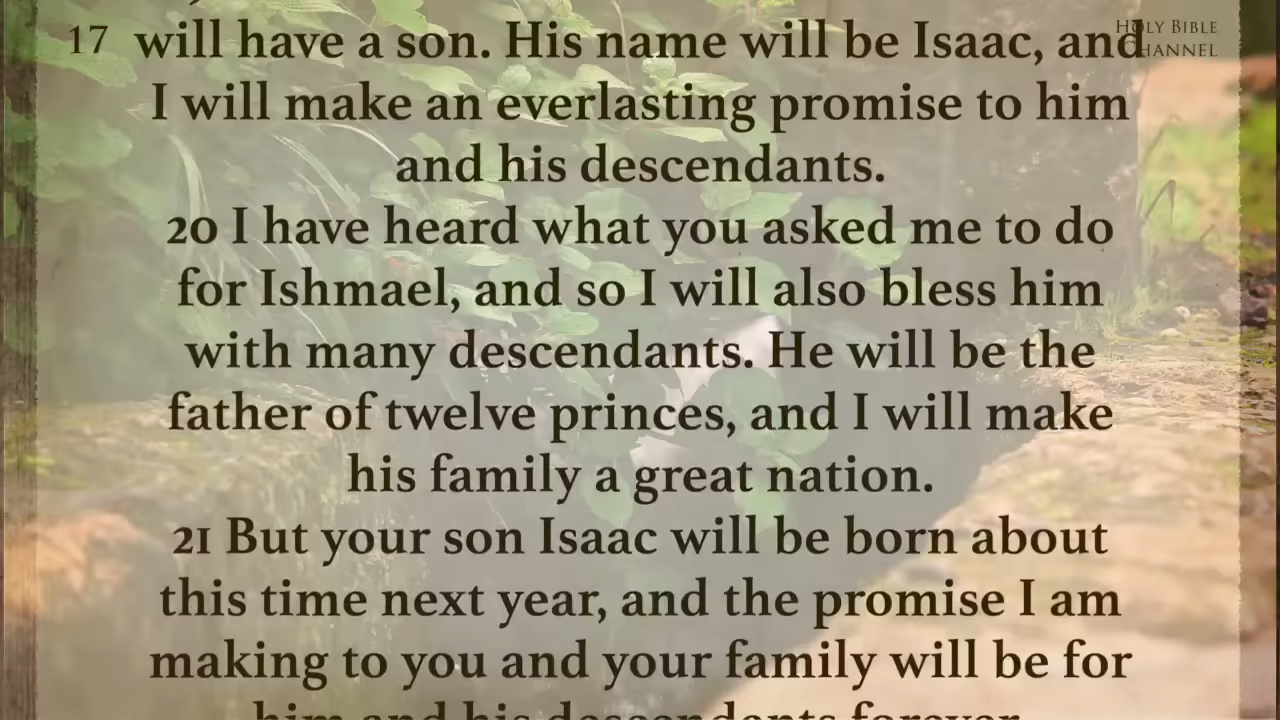 17 will have a son. His name will be Isaac, and
HOLY BIBLE
CHANNEL
I will make an everlasting promise to him
and his descendants.
20 I have heard what you asked me to do
for Ishmael, and so I will also bless him
with many descendants. He will be the
father of twelve princes, and I will make
his family a great nation.
21 But your son Isaac will be born about
this time next year, and the promise I am
making to you and your family will be for
him and his descendants forever.